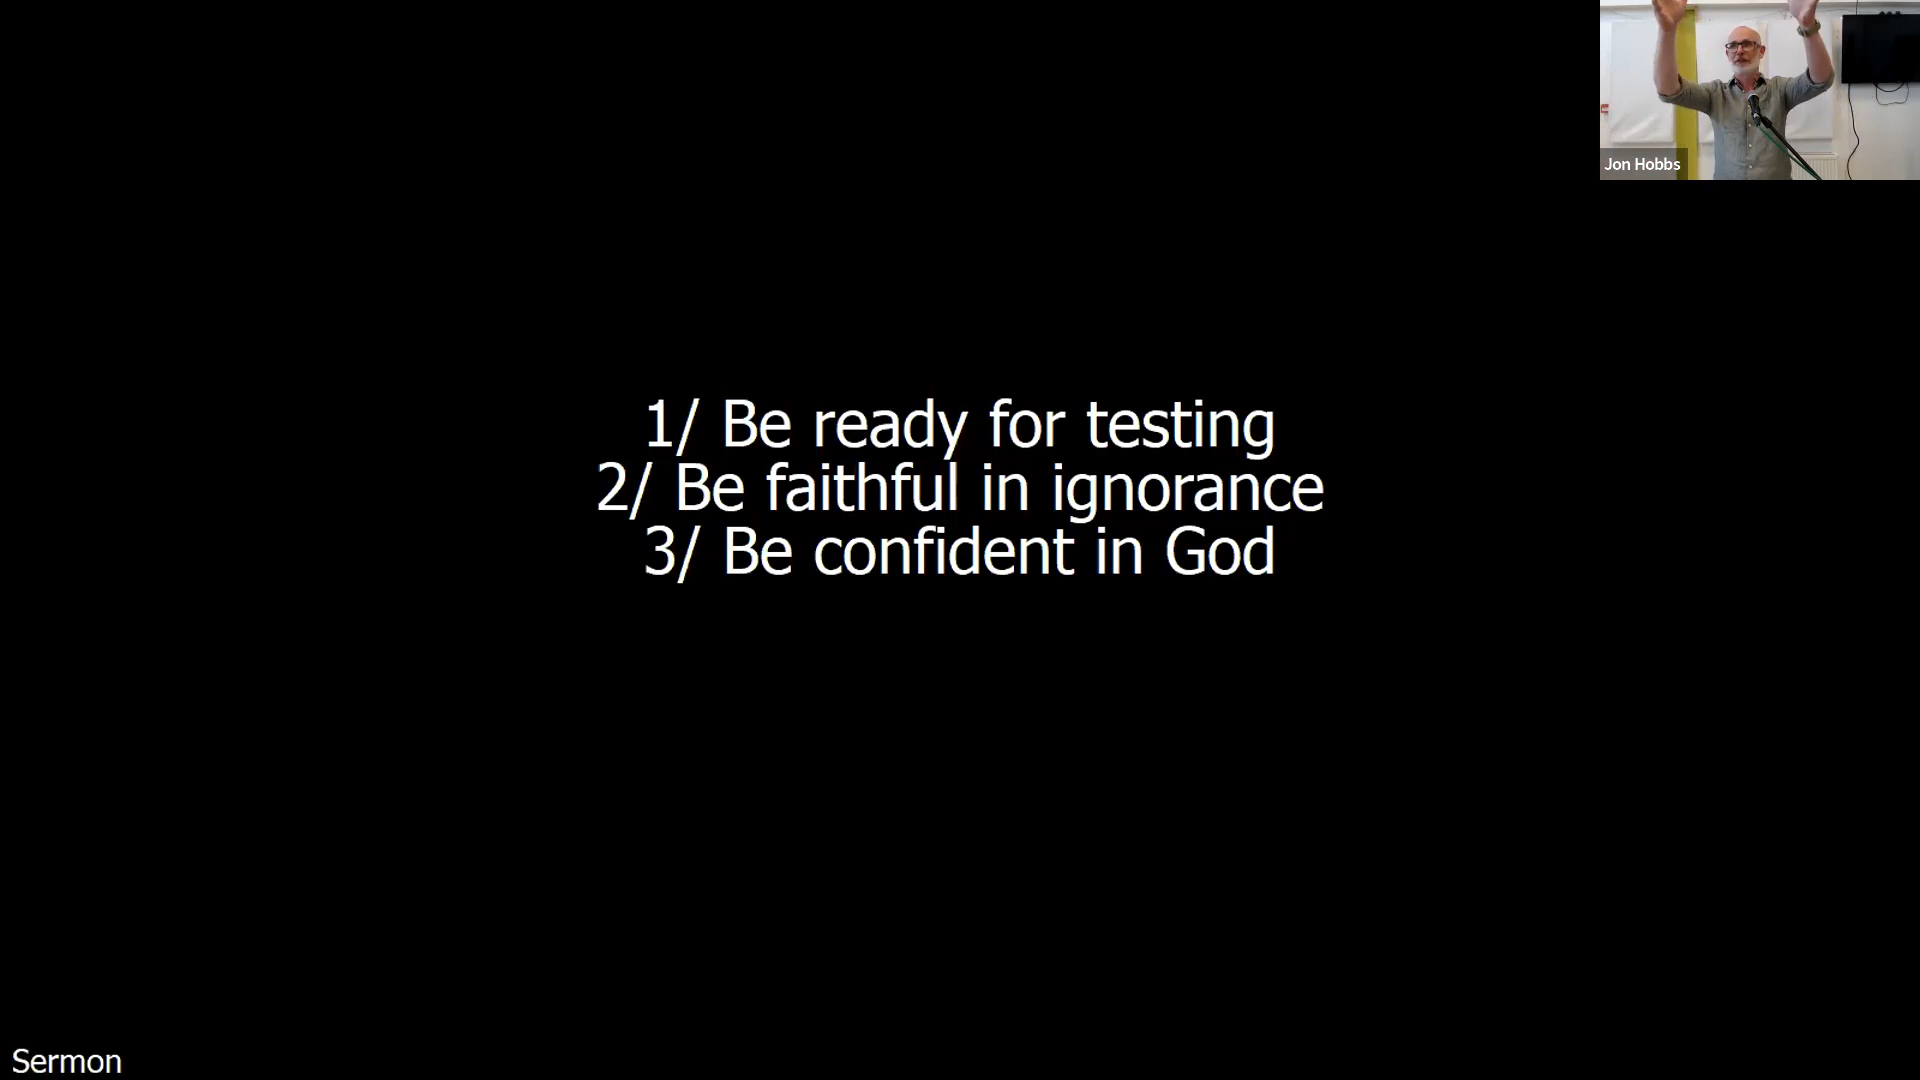 Jon Hobbs
1/ Be ready for testing
2/ Be faithful in ignorance
3/ Be confident in God
Sermon